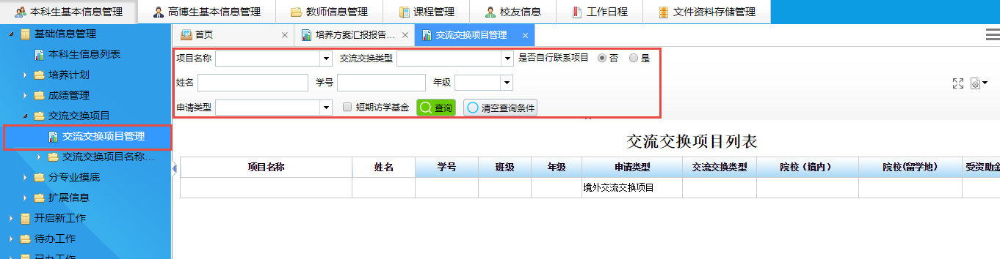 本科生基本信息管理 高博生基本信息管理 教师信息管理 课程管理 校友信息 工作日程 文件资料存储管理
基础信息管理
本科生信息列表
培养计划
成绩管理
交流交换项目
交流交换项目管理
交流交换项目名称...
分专业摸底
扩展信息
开启新工作
待办工作
已办工作
首页 培养方案汇报报告... 交流交换项目管理
项目名称 交流交换类型 是否自行联系项目 否 是
姓名 学号 年级
申请类型 短期访学基金 查询 清空查询条件
交流交换项目列表
项目名称 姓名 学号 班级 年级 申请类型 交流交换类型 院校（境内） 院校(留学地) 受资助金
境外交流交换项目